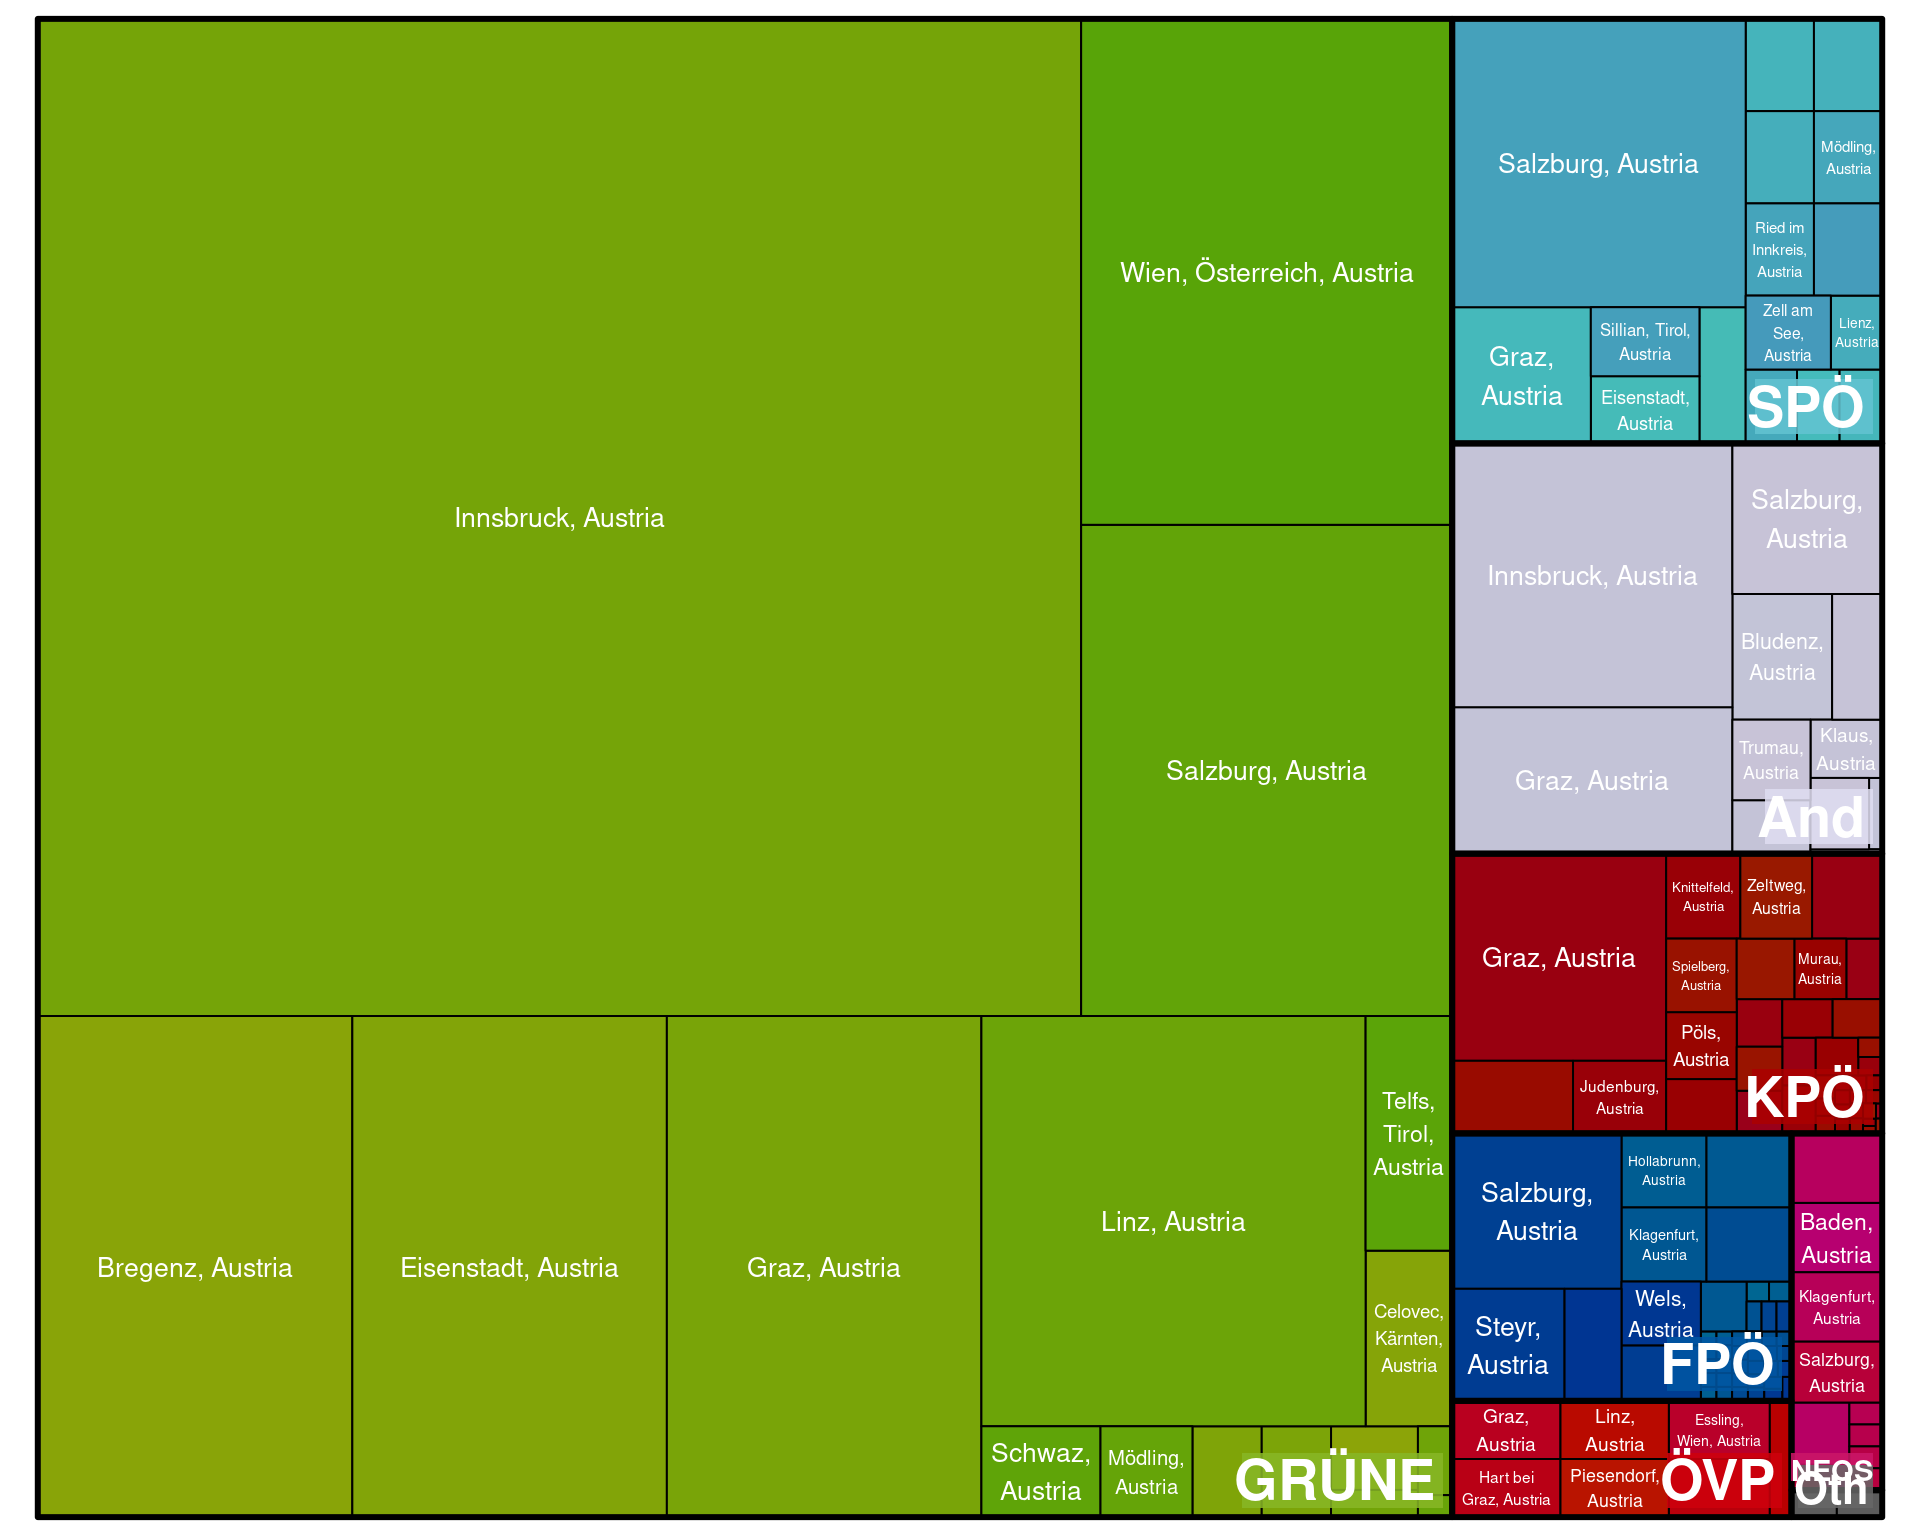 Innsbruck, Austria
Wien, Österreich, Austria
Salzburg, Austria
Bregenz, Austria
Eisenstadt, Austria
Graz, Austria
Linz, Austria
Telfs,
Tirol,
Austria
Celovec,
Kärnten,
Austria
Schwaz,
Austria
Mödling,
Austria
GRÜNE
Salzburg, Austria
Mödling,
Austria
Ried im
Innkreis,
Austria
Zell am
See,
Austria
Lienz,
Austria
Graz,
Austria
Sillian, Tirol,
Austria
Eisenstadt,
Austria
SPÖ
Innsbruck, Austria
Salzburg,
Austria
Bludenz,
Austria
Graz, Austria
Trumau,
Austria
Klaus,
Austria
And
Graz, Austria
Knittelfeld,
Austria
Zeltweg,
Austria
Spielberg,
Austria
Murau,
Austria
Pöls,
Austria
Judenburg,
Austria
KPÖ
Salzburg,
Austria
Hollabrunn,
Austria
Klagenfurt,
Austria
Steyr,
Austria
Wels,
Austria
FPÖ
Baden,
Austria
Klagenfurt,
Austria
Salzburg,
Austria
NEOS
Graz,
Austria
Linz,
Austria
Essling,
Wien, Austria
Hart bei
Graz, Austria
Piesendorf,
Austria
ÖVP
Oth